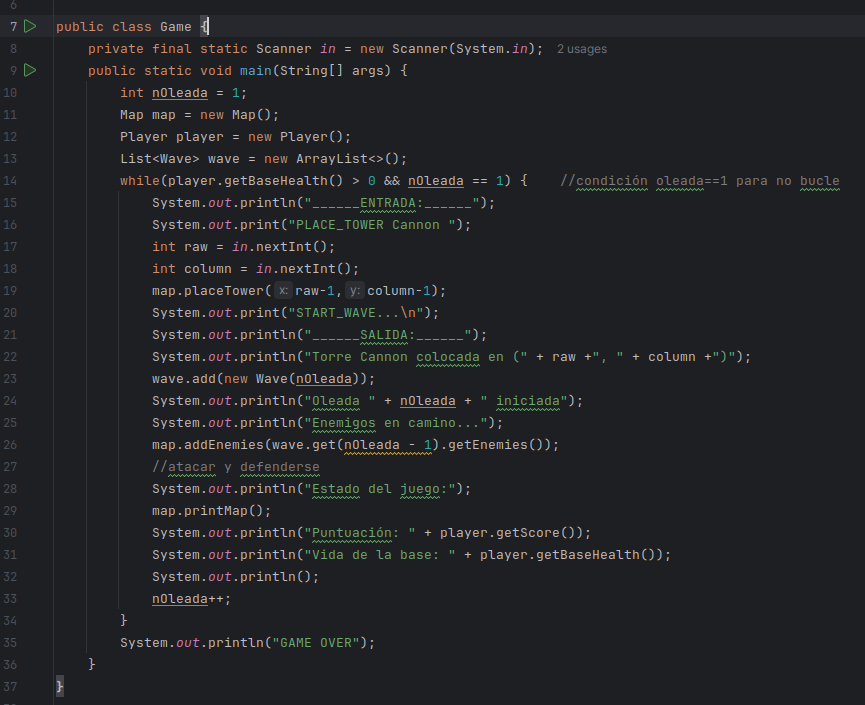 6
7 public class Game {
8 private final static Scanner in = new Scanner(System.in); 2 usages
9 public static void main(String[] args) {
10 int nOleada = 1;
11 Map map = new Map();
12 Player player = new Player();
13 List<Wave> wave = new ArrayList<>();
14 while(player.getBaseHealth() > 0 && nOleada == 1) { //condición oleada==1 para no bucle
15 System.out.println("______ENTRADA:______");
16 System.out.print("PLACE_TOWER Cannon ");
17 int raw = in.nextInt();
18 int column = in.nextInt();
19 map.placeTower( x: raw-1, y: column-1);
20 System.out.print("START_WAVE...\n");
21 System.out.println("______SALIDA:______");
22 System.out.println("Torre Cannon colocada en (" + raw +", " + column +")");
23 wave.add(new Wave(nOleada));
24 System.out.println("Oleada " + nOleada + " iniciada");
25 System.out.println("Enemigos en camino...");
26 map.addEnemies(wave.get(nOleada - 1).getEnemies());
27 //atacar y defenderse
28 System.out.println("Estado del juego:");
29 map.printMap();
30 System.out.println("Puntuación: " + player.getScore());
31 System.out.println("Vida de la base: " + player.getBaseHealth());
32 System.out.println();
33 nOleada++;
34 }
35 System.out.println("GAME OVER");
36 }
37 }